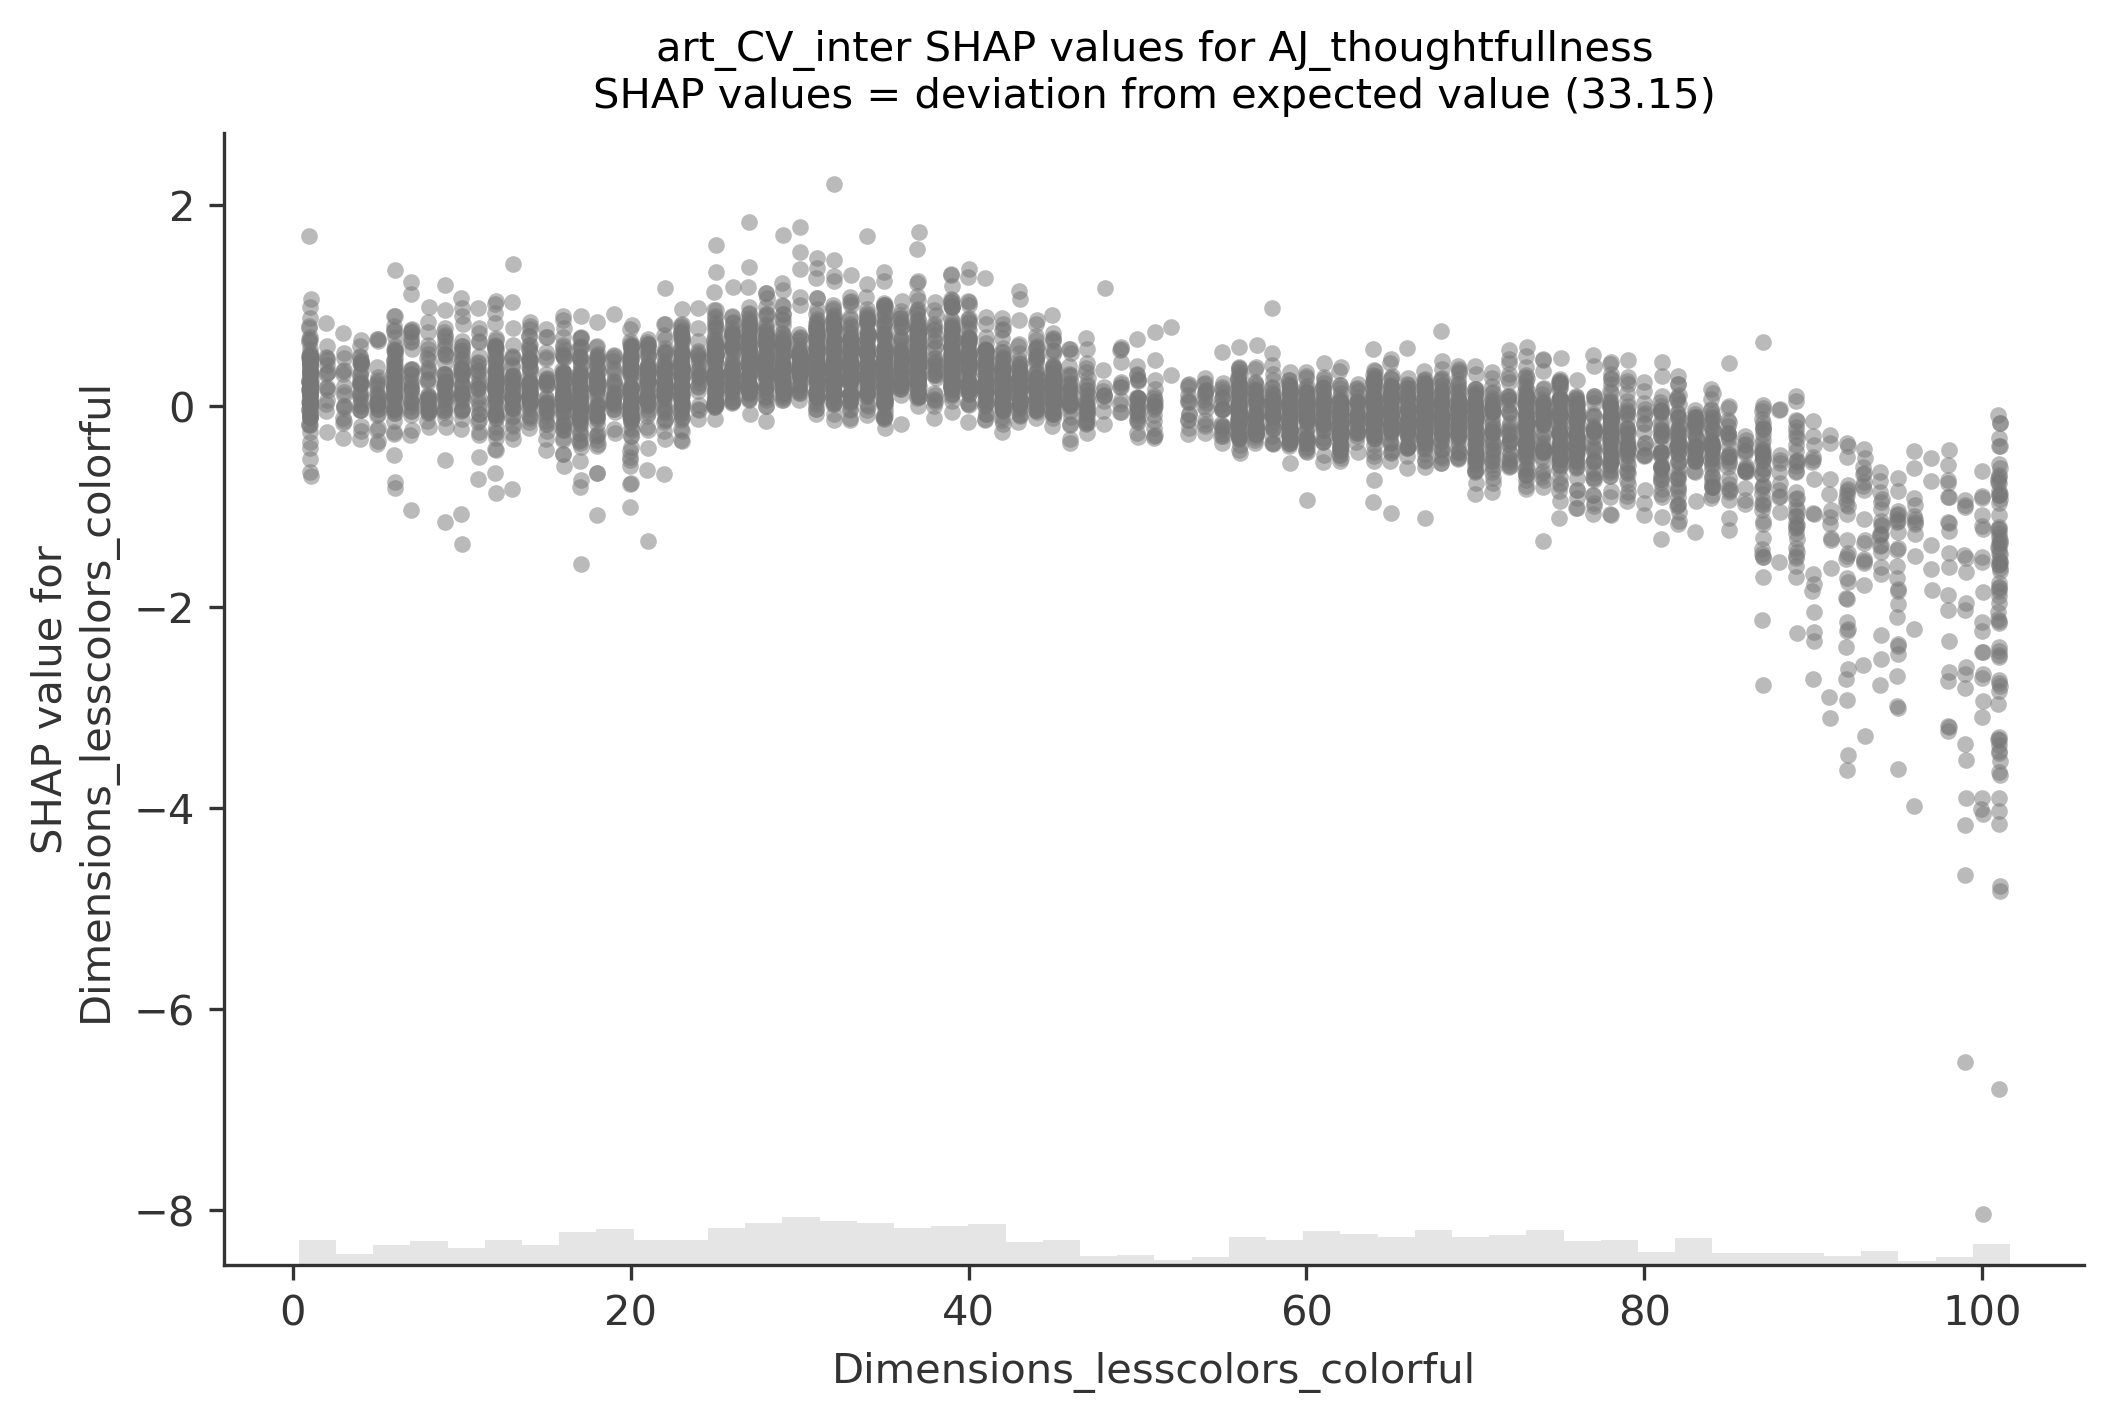 art_CV_inter SHAP values for AJ_thoughtfullness
SHAP values = deviation from expected value (33.15)
SHAP value for
Dimensions_lesscolors_colorful
2
0
−2
−4
−6
−8
0
20
40
60
80
100
Dimensions_lesscolors_colorful